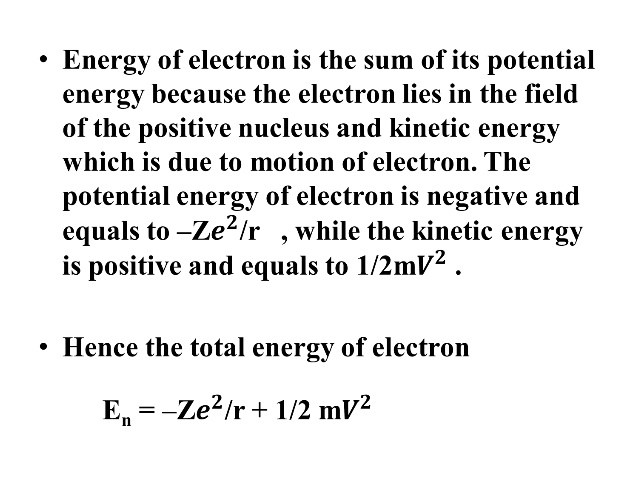 • Energy of electron is the sum of its potential
energy because the electron lies in the field
of the positive nucleus and kinetic energy
which is due to motion of electron. The
potential energy of electron is negative and
equals to –Ze²/r , while the kinetic energy
is positive and equals to 1/2mV² .
• Hence the total energy of electron
Eₙ = –Ze²/r + 1/2 mV²